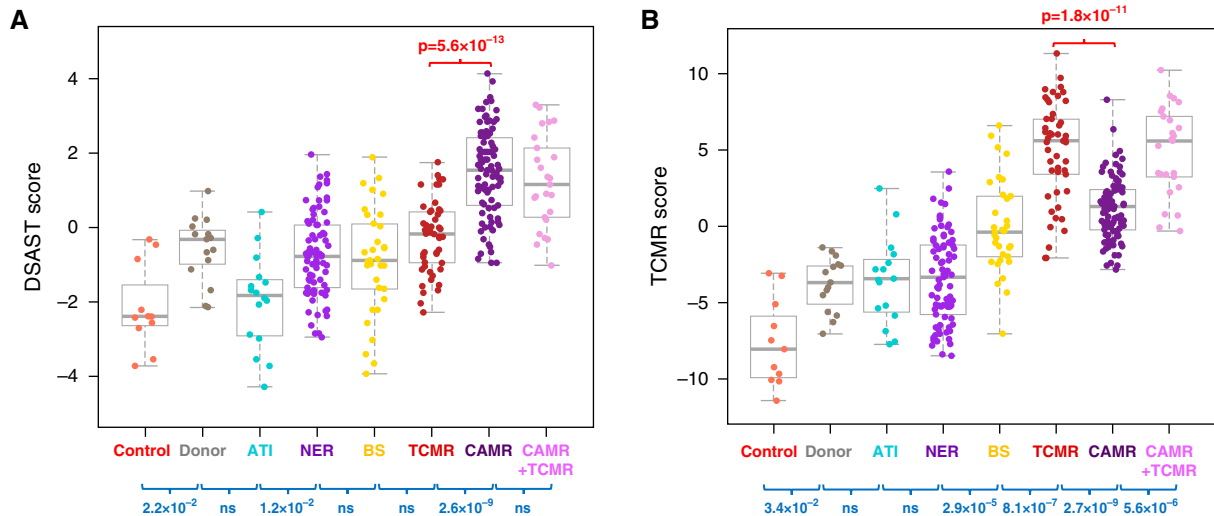 A
p=5.6×10⁻¹³
DSAST score
4
2
0
−2
−4
Control Donor ATI NER BS TCMR CAMR CAMR
+TCMR
2.2×10⁻² ns 1.2×10⁻² ns ns 2.6×10⁻⁹ ns
B
p=1.8×10⁻¹¹
TCMR score
10
5
0
−5
−10
Control Donor ATI NER BS TCMR CAMR CAMR
+TCMR
3.4×10⁻² ns ns 2.9×10⁻⁵ 8.1×10⁻⁷ 2.7×10⁻⁹ 5.6×10⁻⁶